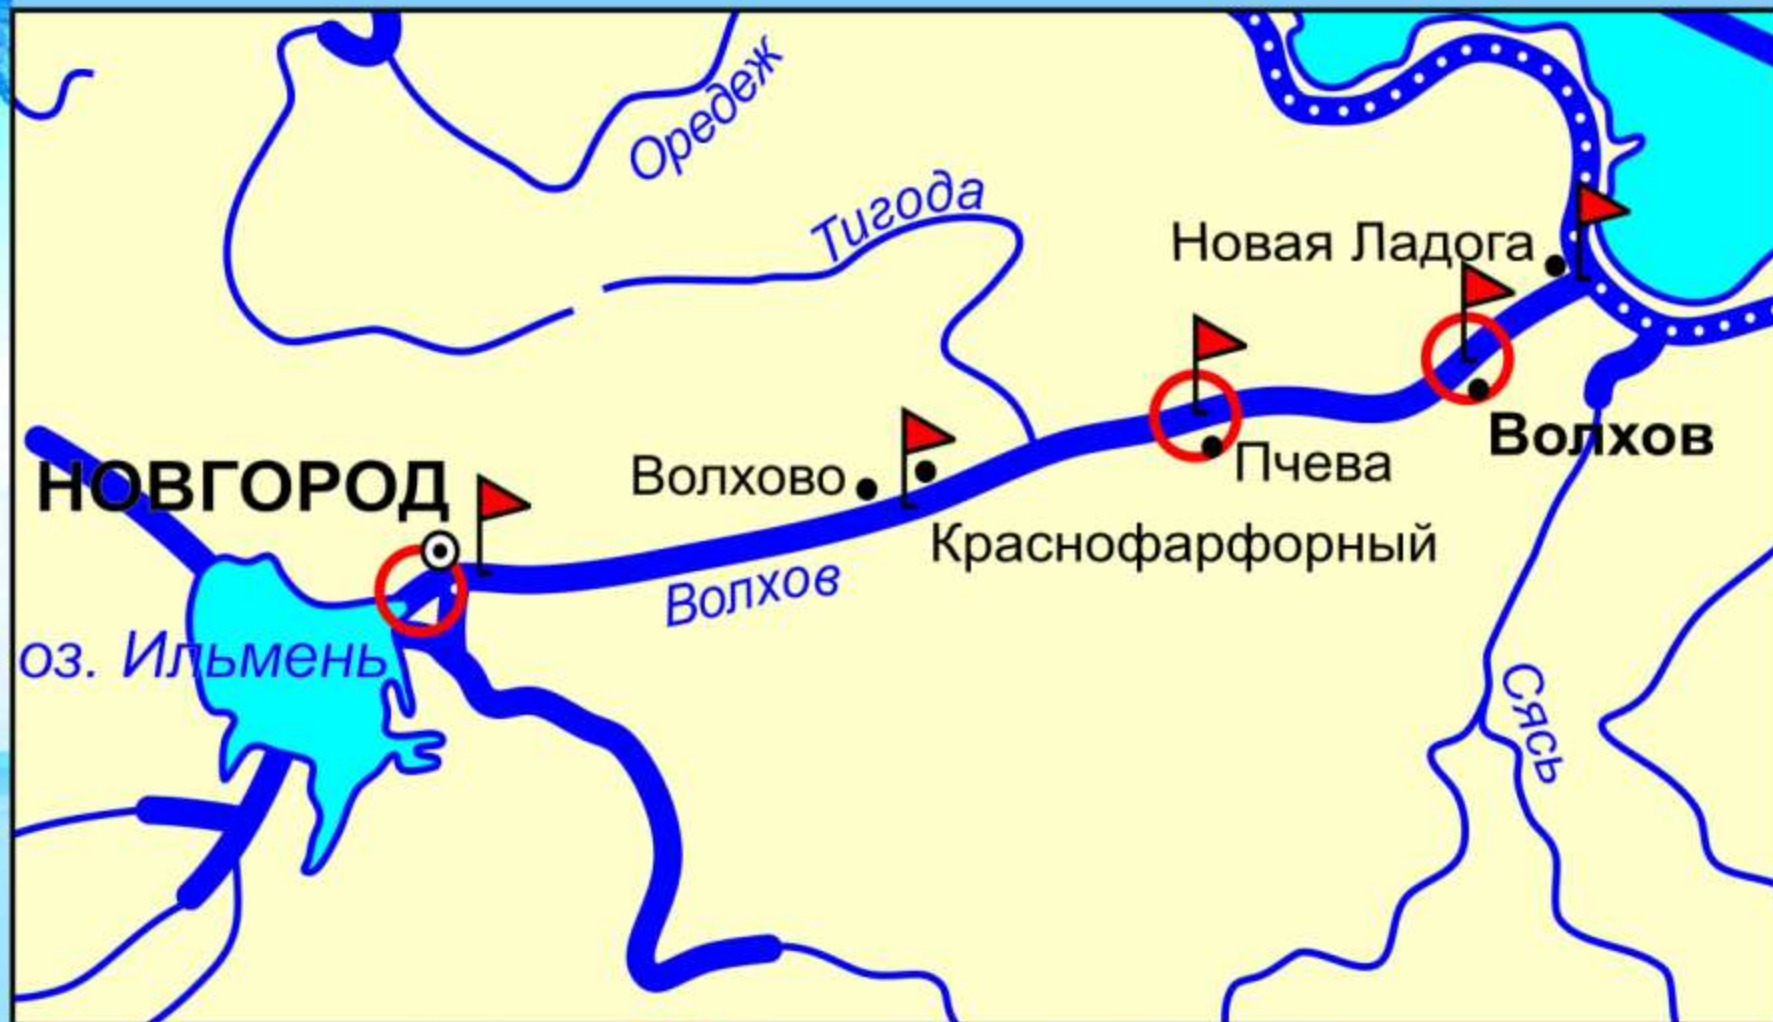 Оредеж
Тигода
Новая Ладога
Волхов
НОВГОРОД
Волхово
Пчева
Краснофарфорный
Волхов
оз. Ильмень
Сясь